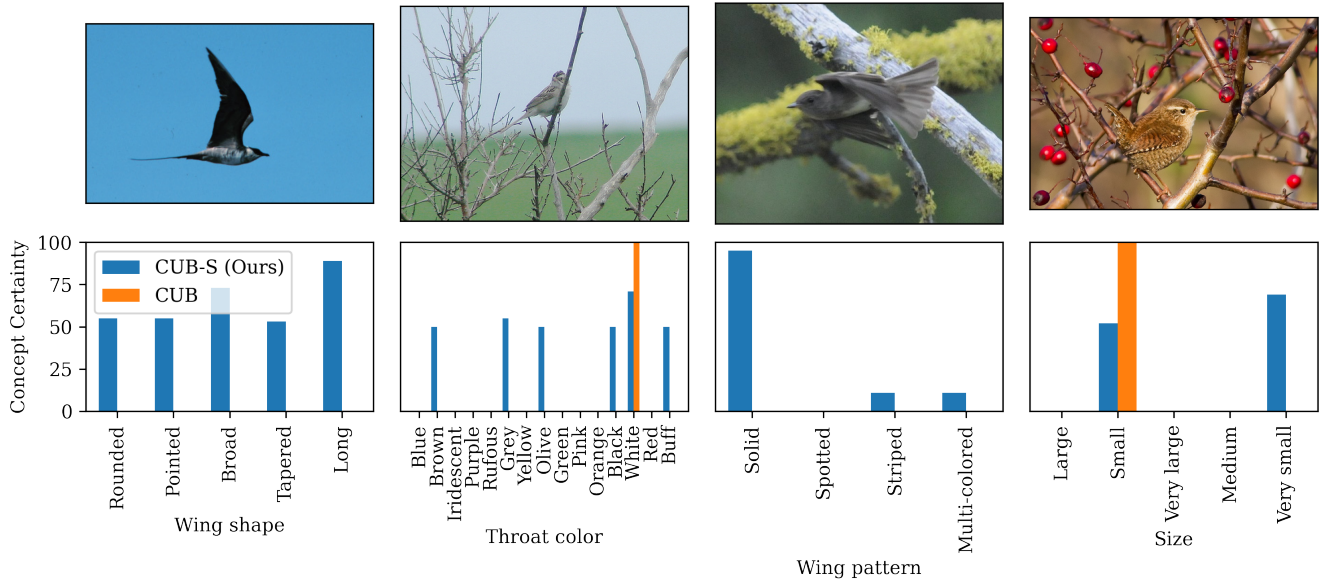 Concept Certainty
100
75
50
25
0
CUB-S (Ours)
CUB
Rounded
Pointed
Broad
Tapered
Long
Wing shape
Blue
Brown
Iridescent
Purple
Rufous
Grey
Yellow
Olive
Green
Pink
Orange
Black
White
Red
Buff
Throat color
Solid
Spotted
Striped
Multi-colored
Wing pattern
Large
Small
Very large
Medium
Very small
Size